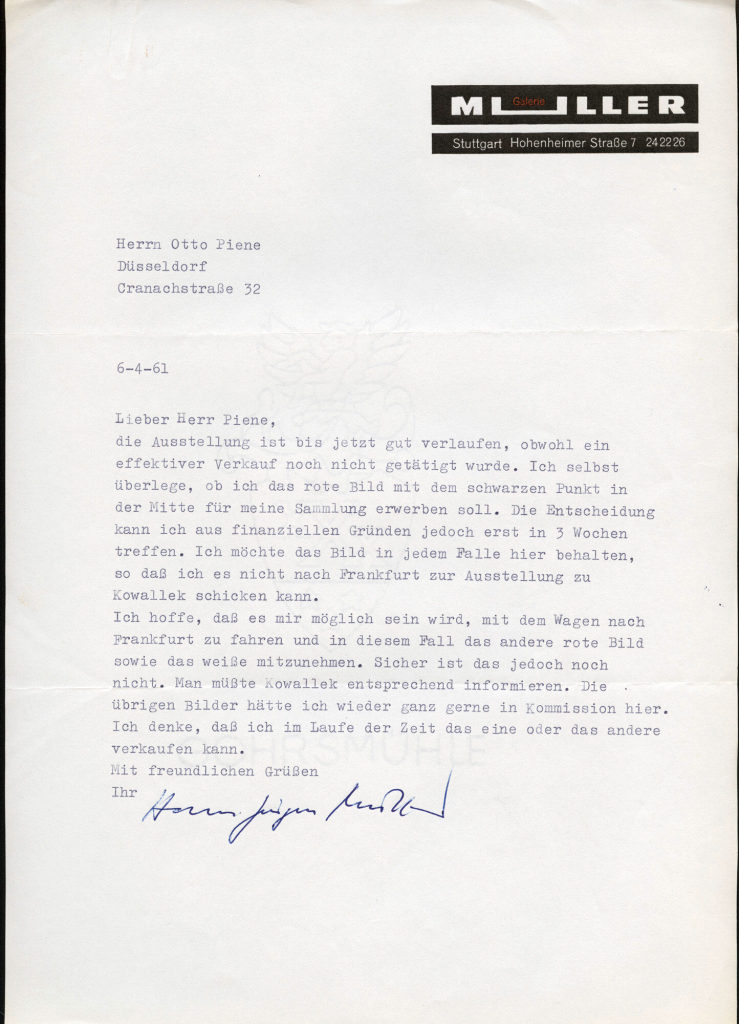 Galerie
MÜLLER
Stuttgart Hohenheimer Straße 7 24 22 26
Herrn Otto Piene
Düsseldorf
Cranachstraße 32
6-4-61
Lieber Herr Piene,
die Ausstellung ist bis jetzt gut verlaufen, obwohl ein
effektiver Verkauf noch nicht getätigt wurde. Ich selbst
überlege, ob ich das rote Bild mit dem schwarzen Punkt in
der Mitte für meine Sammlung erwerben soll. Die Entscheidung
kann ich aus finanziellen Gründen jedoch erst in 3 Wochen
treffen. Ich möchte das Bild in jedem Falle hier behalten,
so daß ich es nicht nach Frankfurt zur Ausstellung zu
Kowallek schicken kann.
Ich hoffe, daß es mir möglich sein wird, mit dem Wagen nach
Frankfurt zu fahren und in diesem Fall das andere rote Bild
sowie das weiße mitzunehmen. Sicher ist das jedoch noch
nicht. Man müßte Kowallek entsprechend informieren. Die
übrigen Bilder hätte ich wieder ganz gerne in Kommission hier.
Ich denke, daß ich im Laufe der Zeit das eine oder das andere
verkaufen kann.
GOHRSMÜHLE
Mit freundlichen Grüßen
Ihr Hans-Jürgen Müller